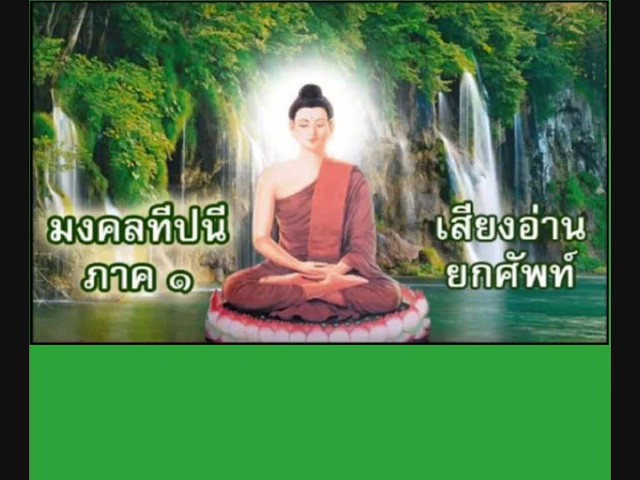 มงคลทีปนี
ภาค ๑
เสียงอ่าน
ยกศัพท์